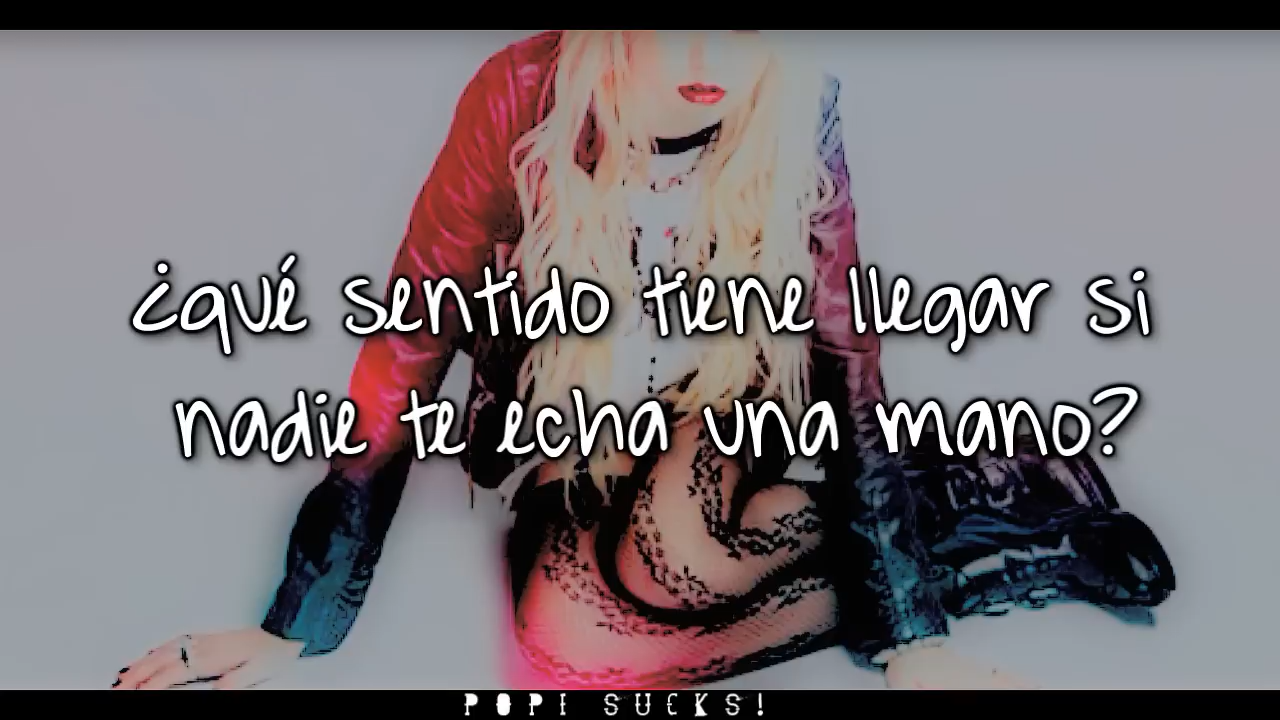 ¿qué sentido tiene llegar si
nadie te echa una mano?
POPI SUCKS!